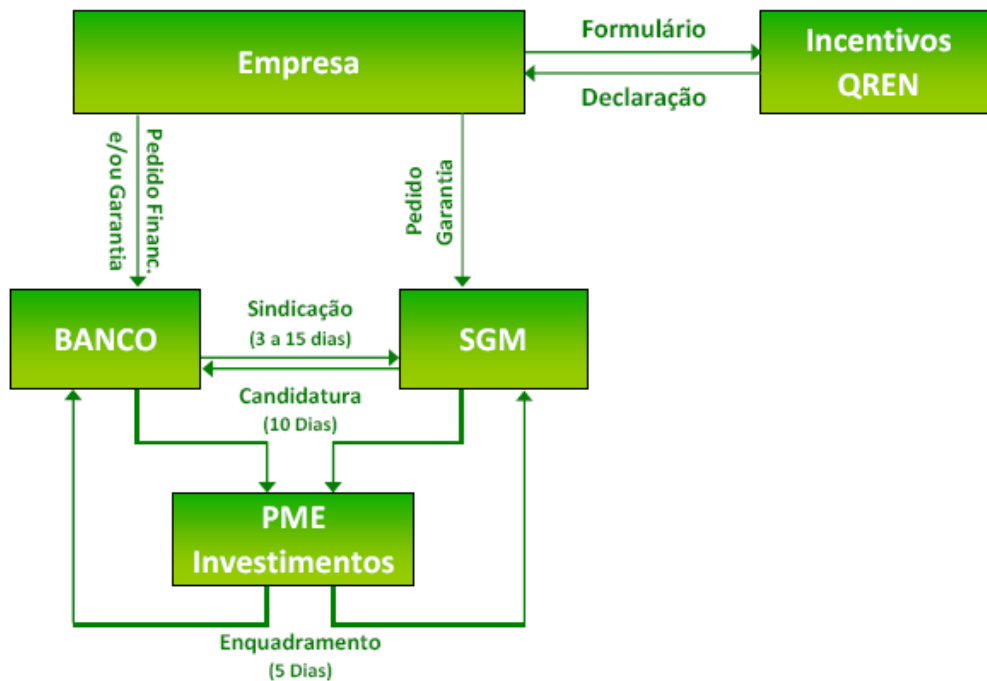 Empresa
Formulário
Declaração
Incentivos
QREN
Pedido Financ.
e/ou Garantia
Pedido
Garantia
BANCO
Sindicação
(3 a 15 dias)
SGM
Candidatura
(10 Dias)
PME
Investimentos
Enquadramento
(5 Dias)